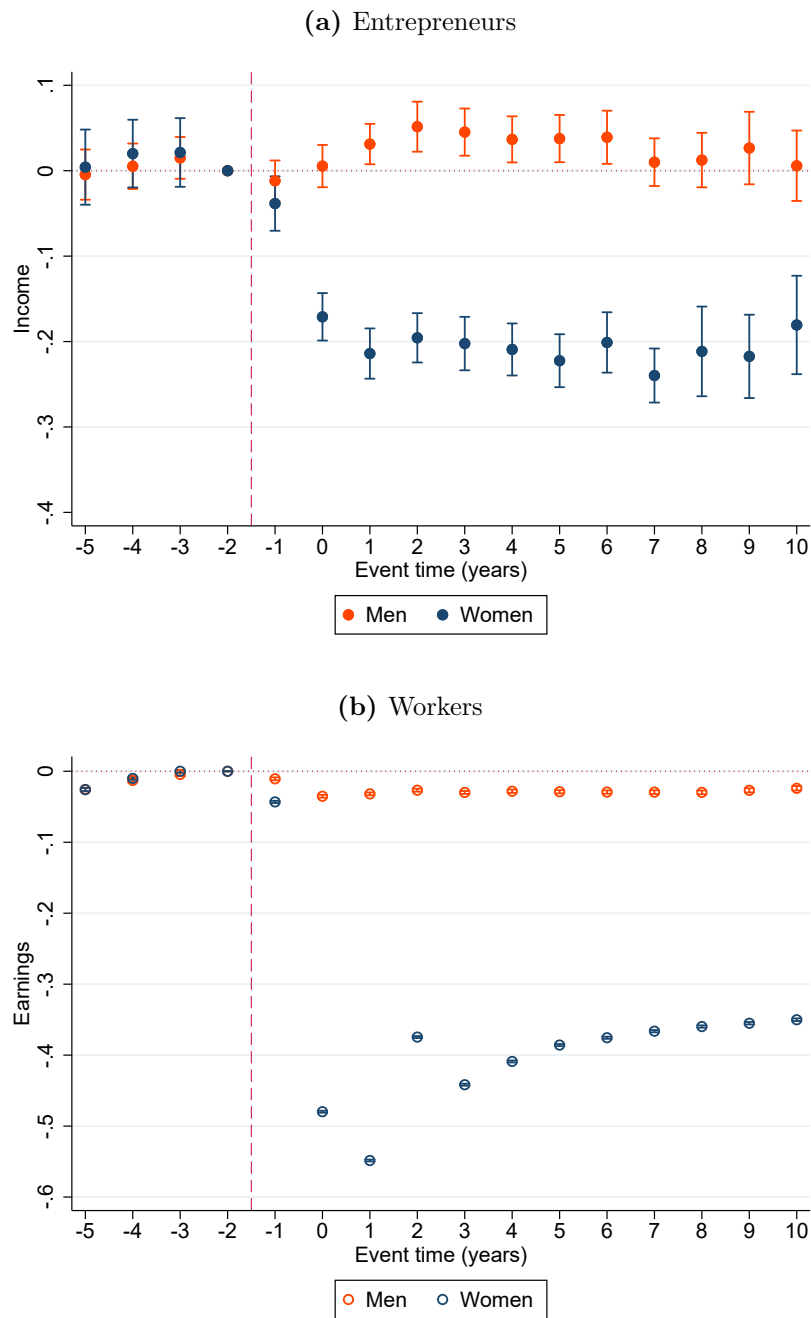 (a) Entrepreneurs
.1
0
-.1
-.2
-.3
-.4
Income
-5 -4 -3 -2 -1 0 1 2 3 4 5 6 7 8 9 10
Event time (years)
Men Women
(b) Workers
0
-.1
-.2
-.3
-.4
-.5
-.6
Earnings
-5 -4 -3 -2 -1 0 1 2 3 4 5 6 7 8 9 10
Event time (years)
Men Women